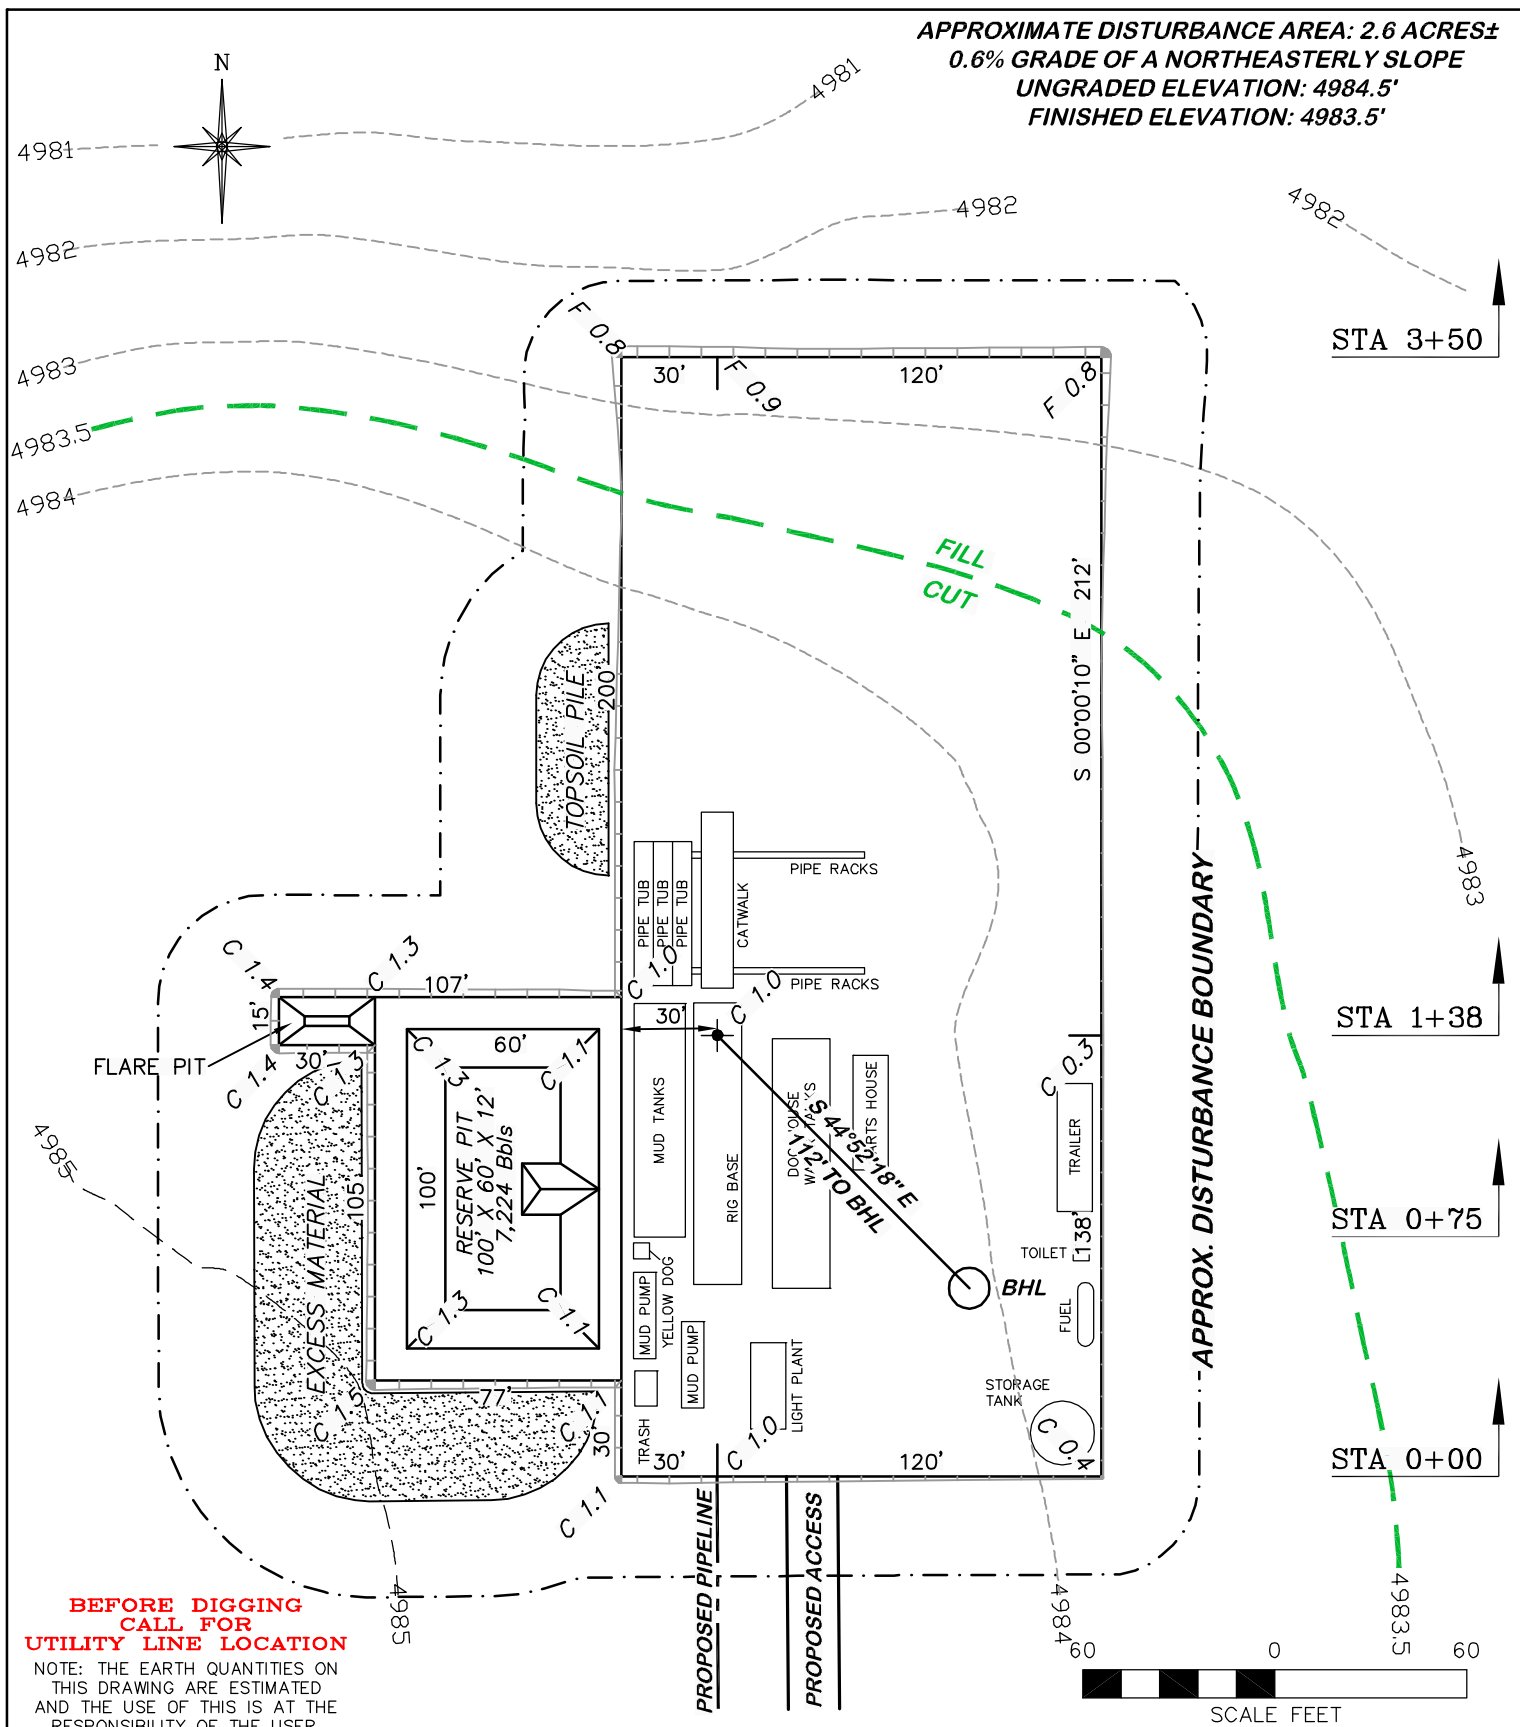 APPROXIMATE DISTURBANCE AREA: 2.6 ACRES±
0.6% GRADE OF A NORTHEASTERLY SLOPE
UNGRADED ELEVATION: 4984.5'
FINISHED ELEVATION: 4983.5'
N
4981
4981
4982
4982
4982
4983
4983.5
4984
STA 3+50
F 0.8
30'
F 0.9
120'
F 0.8
FILL
CUT
S 00°00'10" E 212'
TOPSOIL PILE
200'
4983
PIPE TUB
PIPE TUB
PIPE TUB
CATWALK
PIPE RACKS
PIPE RACKS
APPROX. DISTURBANCE BOUNDARY
C 1.4
C 1.3
107'
C 1.0
C 1.0
STA 1+38
15'
30'
FLARE PIT
30'
C 1.4
C 1.3
C 1.3
60'
C 1.1
C 0.3
MUD TANKS
RIG BASE
S 44°52'18" E
112' TO BHL
TRAILER
4985
EXCESS MATERIAL
105'
100'
RESERVE PIT
100' X 60' X 12'
7,224 Bbls
138'
STA 0+75
TOILET
BHL
FUEL
YELLOW DOG
MUD PUMP
MUD PUMP
LIGHT PLANT
C 1.3
C 1.1
STORAGE
TANK
C 0.4
C 1.5
77'
C 1.1
30'
TRASH
30'
C 1.0
120'
STA 0+00
C 1.1
PROPOSED PIPELINE
PROPOSED ACCESS
4985
4984
4983.5
BEFORE DIGGING
CALL FOR
UTILITY LINE LOCATION
NOTE: THE EARTH QUANTITIES ON
THIS DRAWING ARE ESTIMATED
AND THE USE OF THIS IS AT THE
RESPONSIBILITY OF THE USER
60 0 60
SCALE FEET